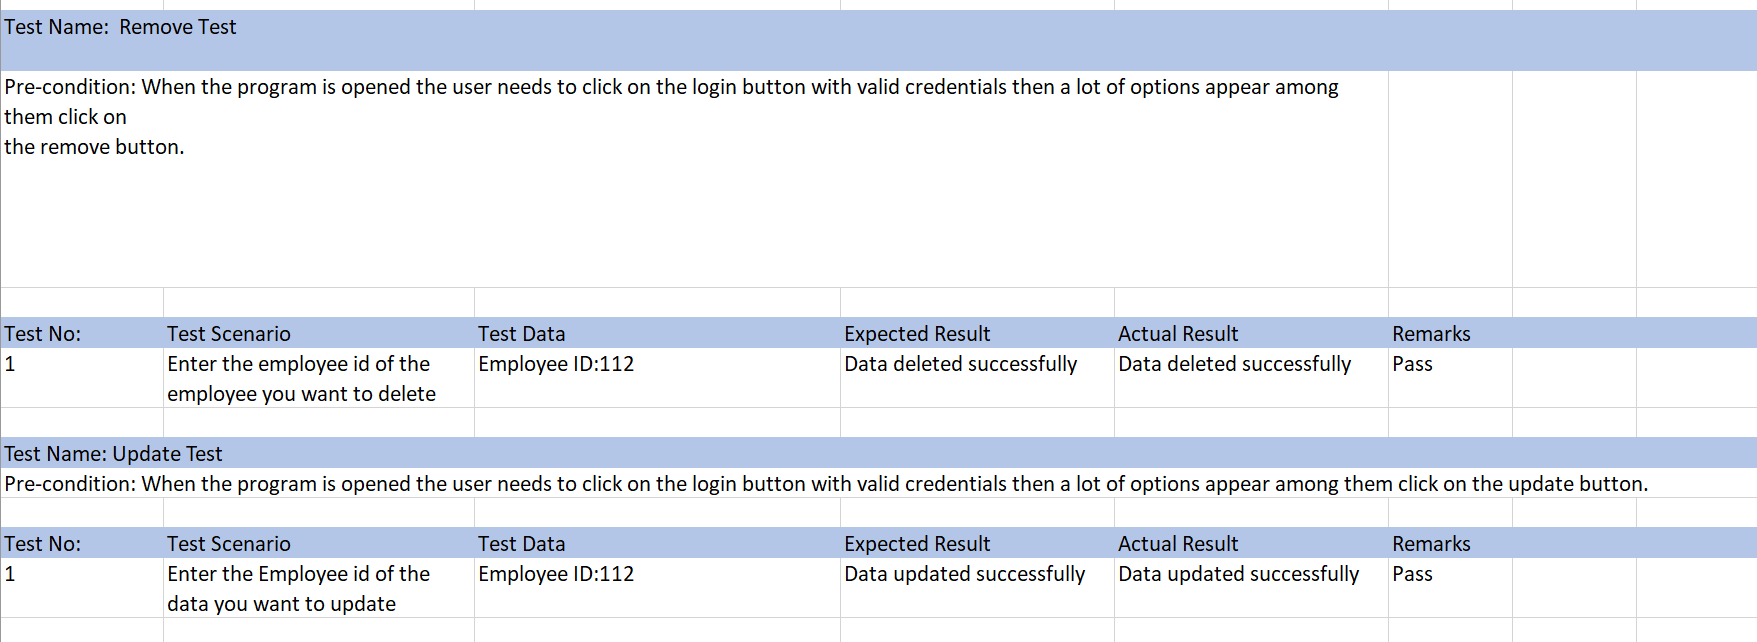 Test Name:  Remove Test
Pre-condition: When the program is opened the user needs to click on the login button with valid credentials then a lot of options appear among
them click on
the remove button.
Test No: Test Scenario Test Data Expected Result Actual Result Remarks
1 Enter the employee id of the Employee ID:112 Data deleted successfully Data deleted successfully Pass
employee you want to delete
Test Name: Update Test
Pre-condition: When the program is opened the user needs to click on the login button with valid credentials then a lot of options appear among them click on the update button.
Test No: Test Scenario Test Data Expected Result Actual Result Remarks
1 Enter the Employee id of the Employee ID:112 Data updated successfully Data updated successfully Pass
data you want to update